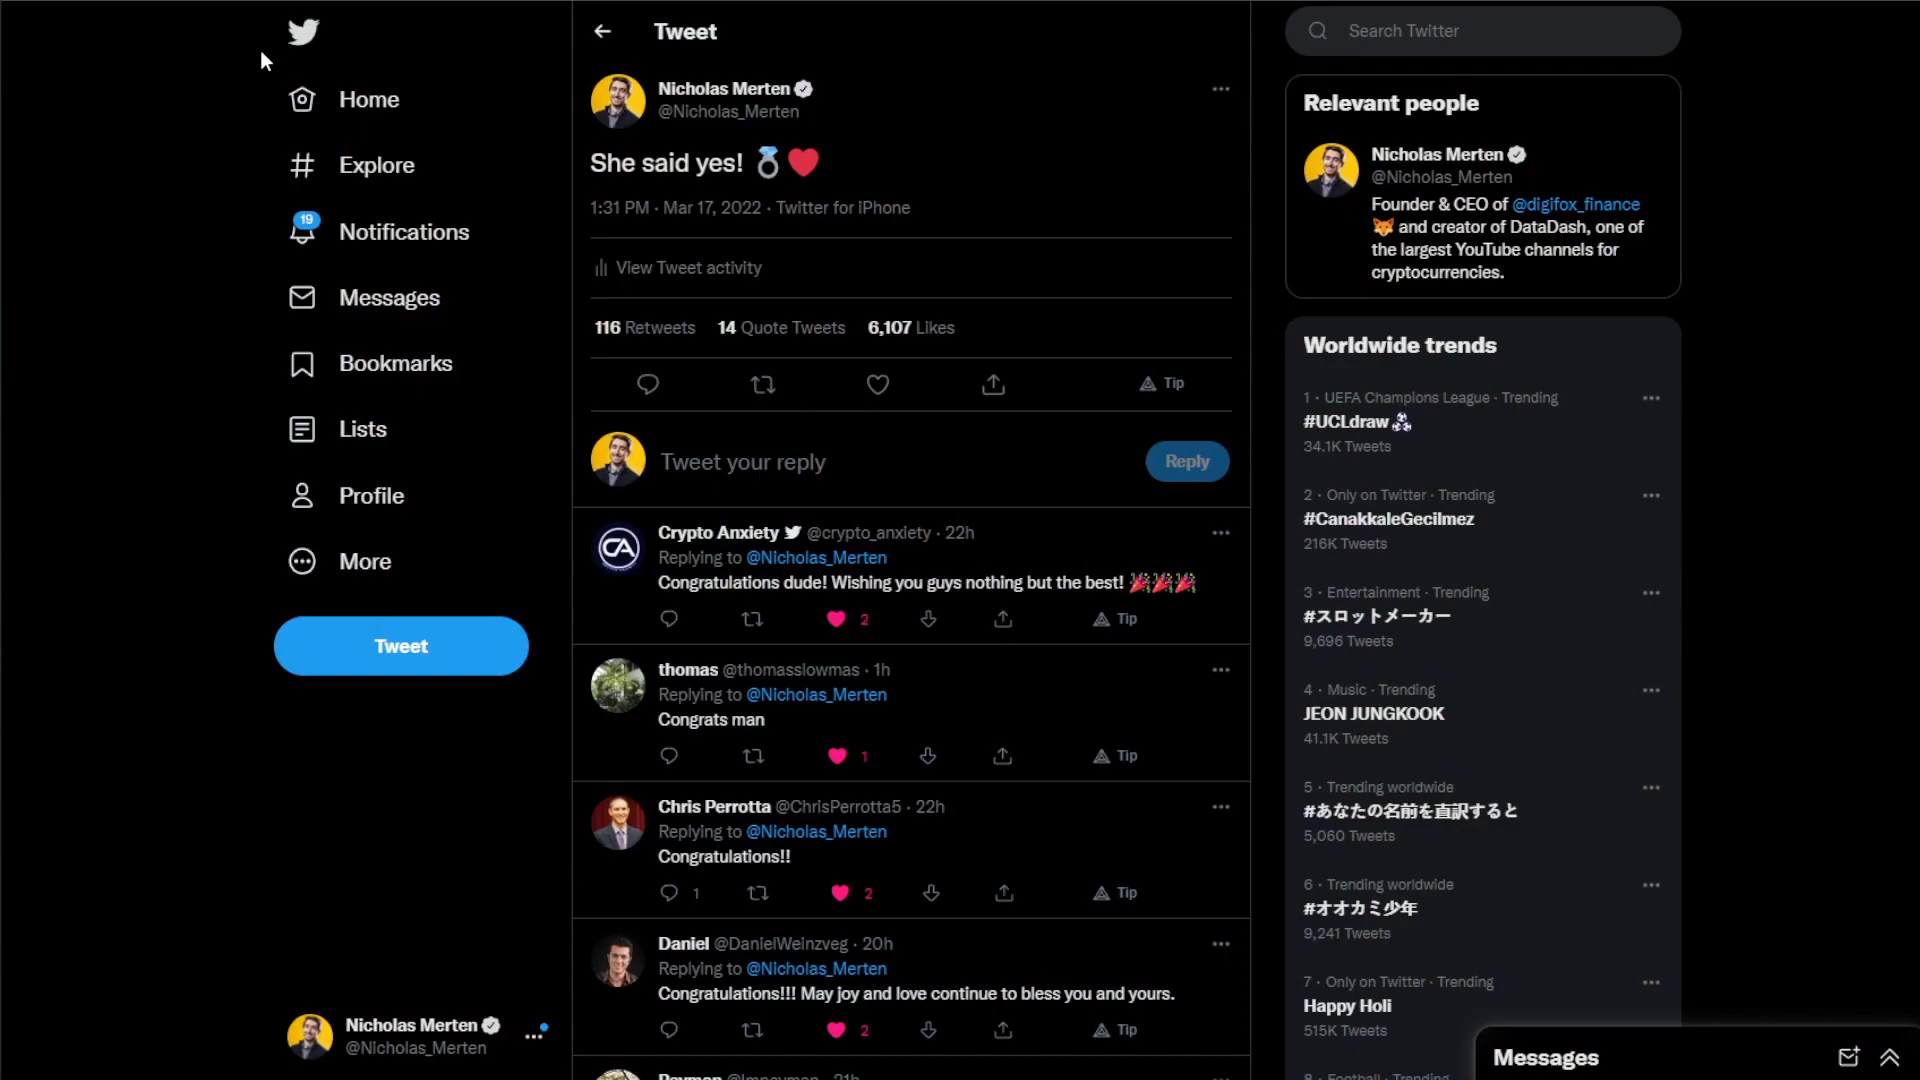 Home
Explore
19
Notifications
Messages
Bookmarks
Lists
Profile
More
Tweet
Nicholas Merten
@Nicholas_Merten
Tweet
Nicholas Merten
@Nicholas_Merten
She said yes! 💍❤️
1:31 PM · Mar 17, 2022 · Twitter for iPhone
View Tweet activity
116 Retweets 14 Quote Tweets 6,107 Likes
Tip
Tweet your reply
Reply
Crypto Anxiety @crypto_anxiety · 22h
Replying to @Nicholas_Merten
Congratulations dude! Wishing you guys nothing but the best! 🎉🎉🎉
2 Tip
thomas @thomasslowmas · 1h
Replying to @Nicholas_Merten
Congrats man
1 Tip
Chris Perrotta @ChrisPerrotta5 · 22h
Replying to @Nicholas_Merten
Congratulations!!
1 2 Tip
Daniel @DanielWeinzveg · 20h
Replying to @Nicholas_Merten
Congratulations!!! May joy and love continue to bless you and yours.
2 Tip
Search Twitter
Relevant people
Nicholas Merten
@Nicholas_Merten
Founder & CEO of @digifox_finance
🦊 and creator of DataDash, one of
the largest YouTube channels for
cryptocurrencies.
Worldwide trends
1 · UEFA Champions League · Trending
#UCLdraw
34.1K Tweets
2 · Only on Twitter · Trending
#CanakkaleGecilmez
216K Tweets
3 · Entertainment · Trending
#スロットメーカー
9,696 Tweets
4 · Music · Trending
JEON JUNGKOOK
41.1K Tweets
5 · Trending worldwide
#あなたの名前を直訳すると
5,060 Tweets
6 · Trending worldwide
#オオカミ少年
9,241 Tweets
7 · Only on Twitter · Trending
Happy Holi
515K Tweets
8 · Football · Trending
Messages